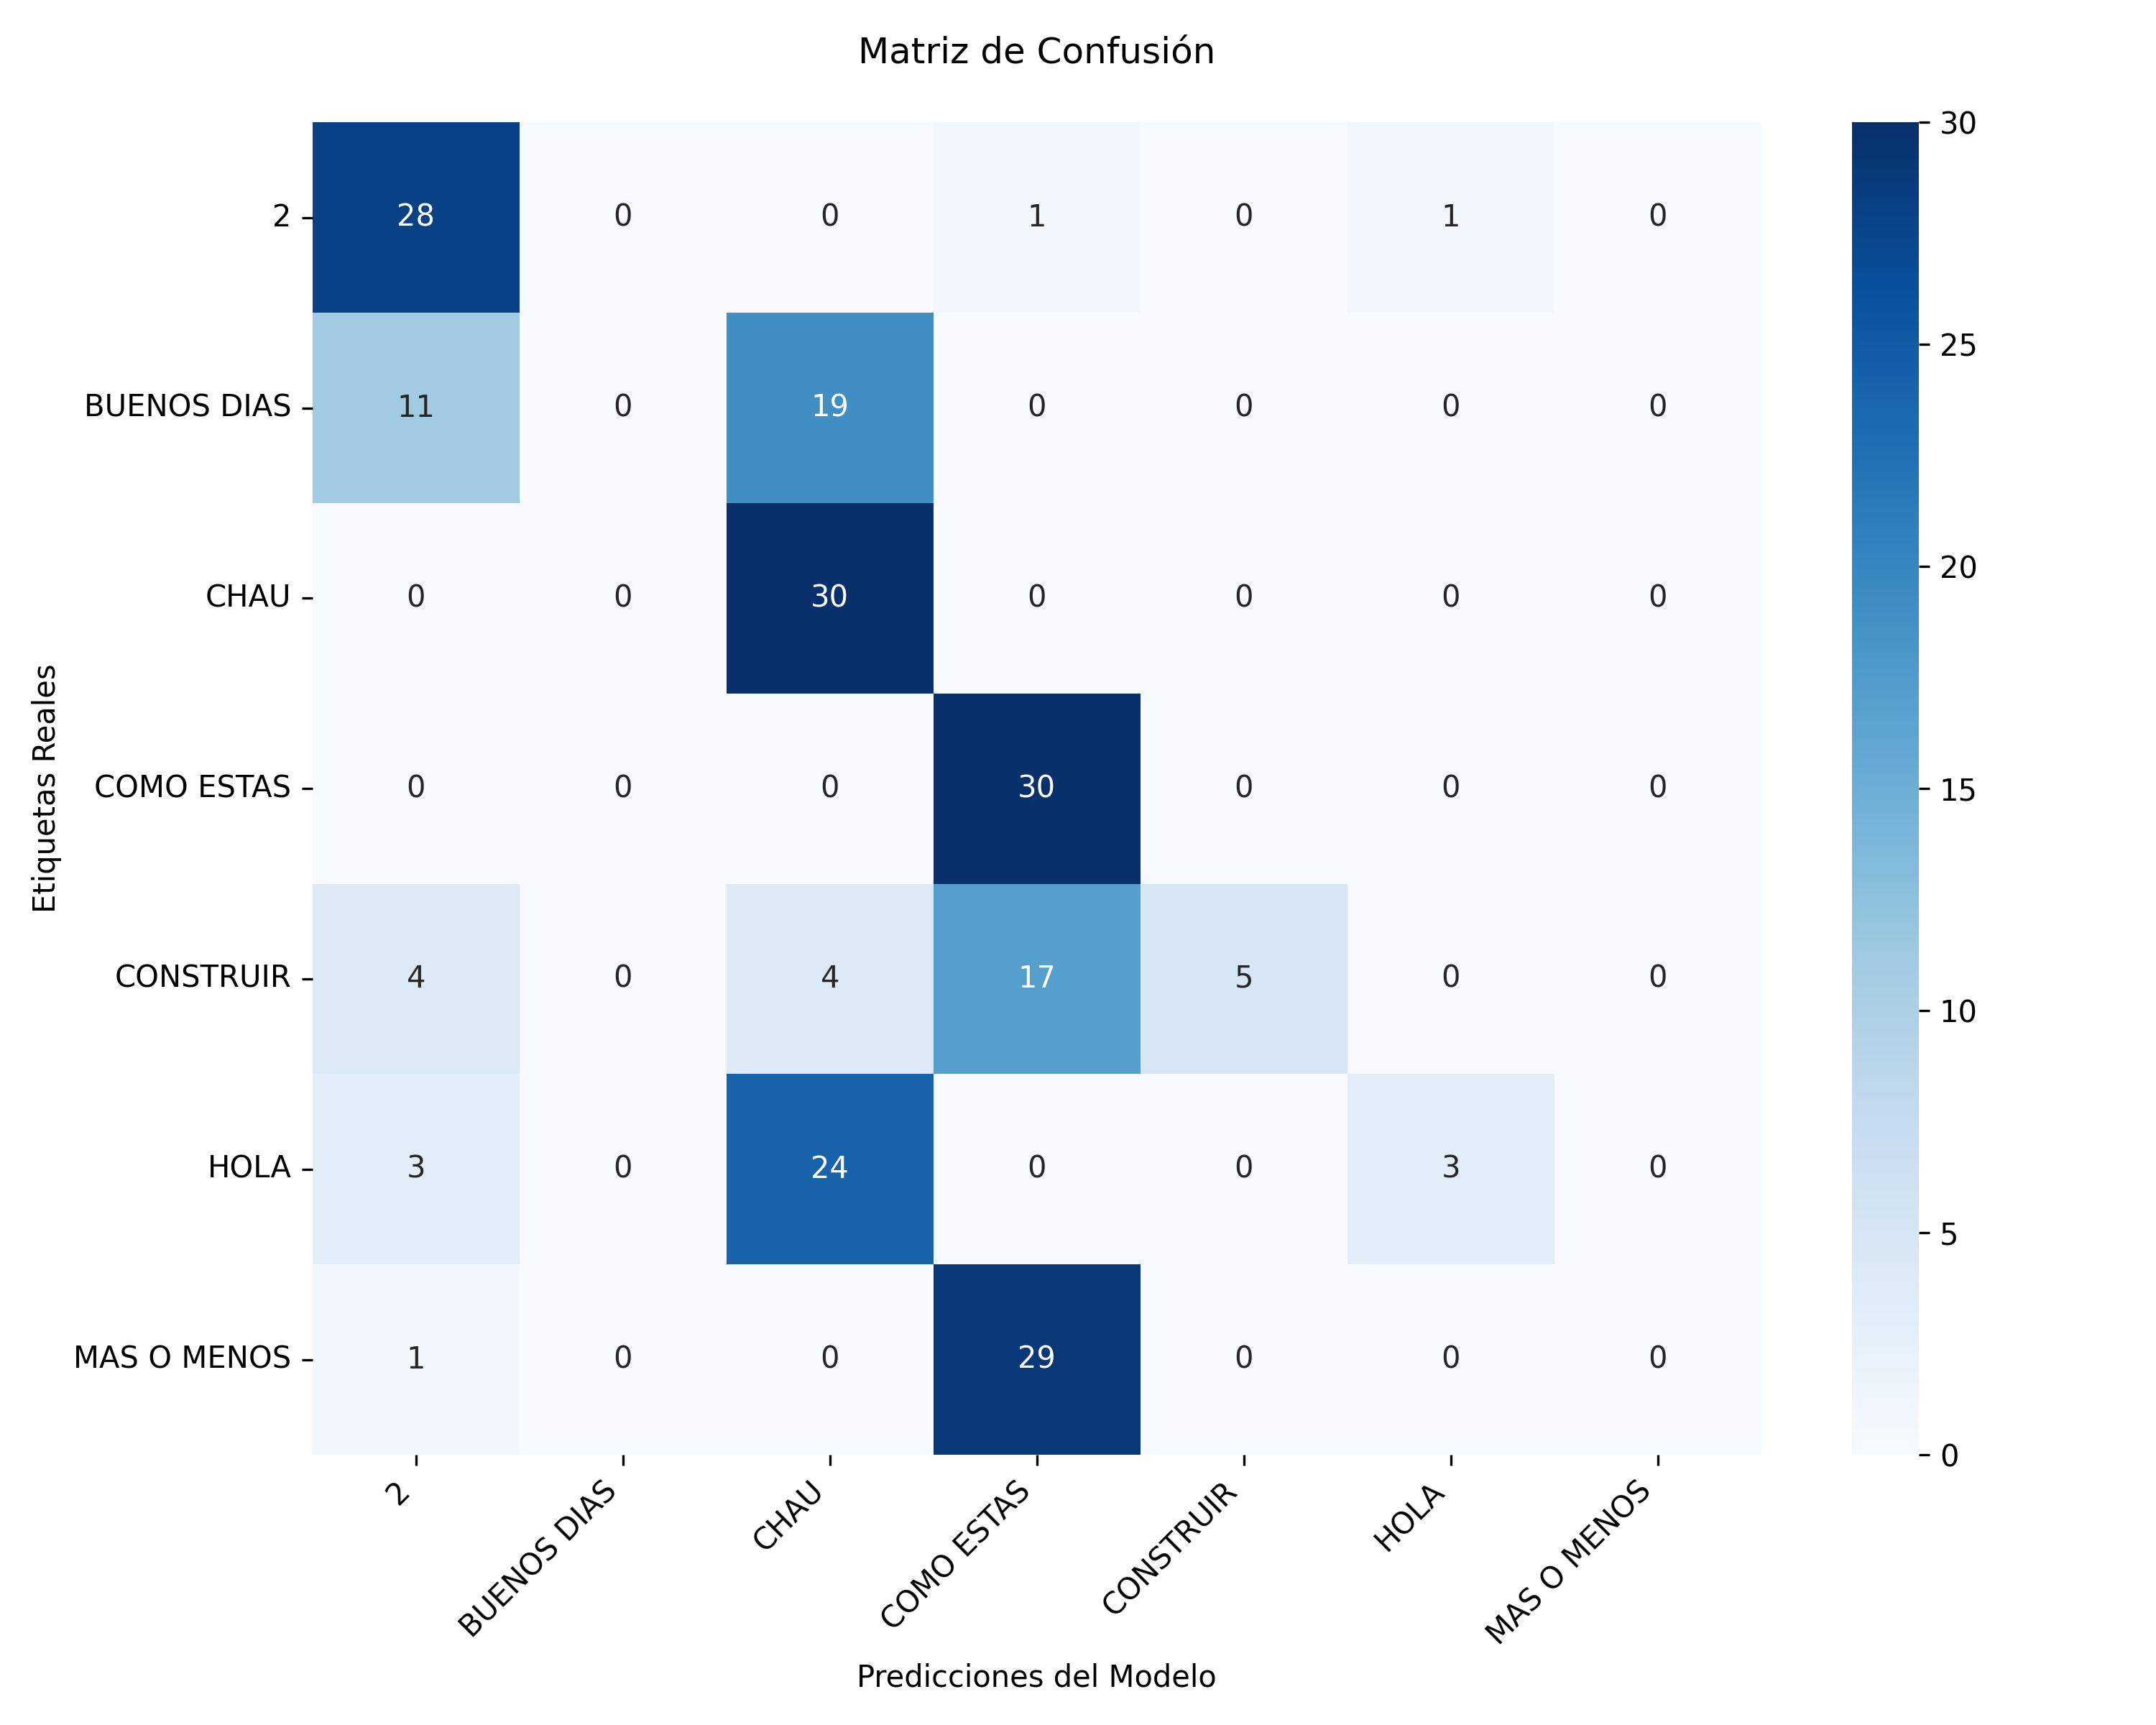 Matriz de Confusión
2 28 0 0 1 0 1 0
BUENOS DIAS 11 0 19 0 0 0 0
CHAU 0 0 30 0 0 0 0
COMO ESTAS 0 0 0 30 0 0 0
CONSTRUIR 4 0 4 17 5 0 0
HOLA 3 0 24 0 0 3 0
MAS O MENOS 1 0 0 29 0 0 0
Etiquetas Reales
2 BUENOS DIAS CHAU COMO ESTAS CONSTRUIR HOLA MAS O MENOS
Predicciones del Modelo
30
25
20
15
10
5
0